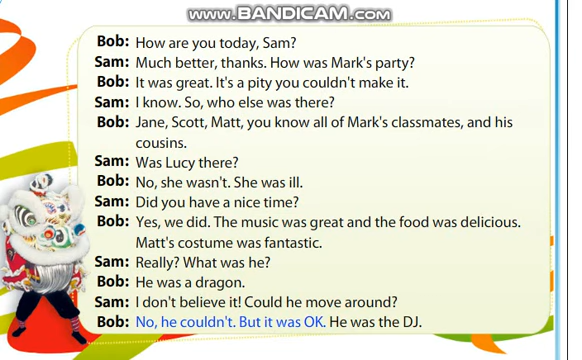 www.BANDICAM.com
Bob: How are you today, Sam?
Sam: Much better, thanks. How was Mark's party?
Bob: It was great. It's a pity you couldn't make it.
Sam: I know. So, who else was there?
Bob: Jane, Scott, Matt, you know all of Mark's classmates, and his
cousins.
Sam: Was Lucy there?
Bob: No, she wasn't. She was ill.
Sam: Did you have a nice time?
Bob: Yes, we did. The music was great and the food was delicious.
Matt's costume was fantastic.
Sam: Really? What was he?
Bob: He was a dragon.
Sam: I don't believe it! Could he move around?
Bob: No, he couldn't. But it was OK. He was the DJ.